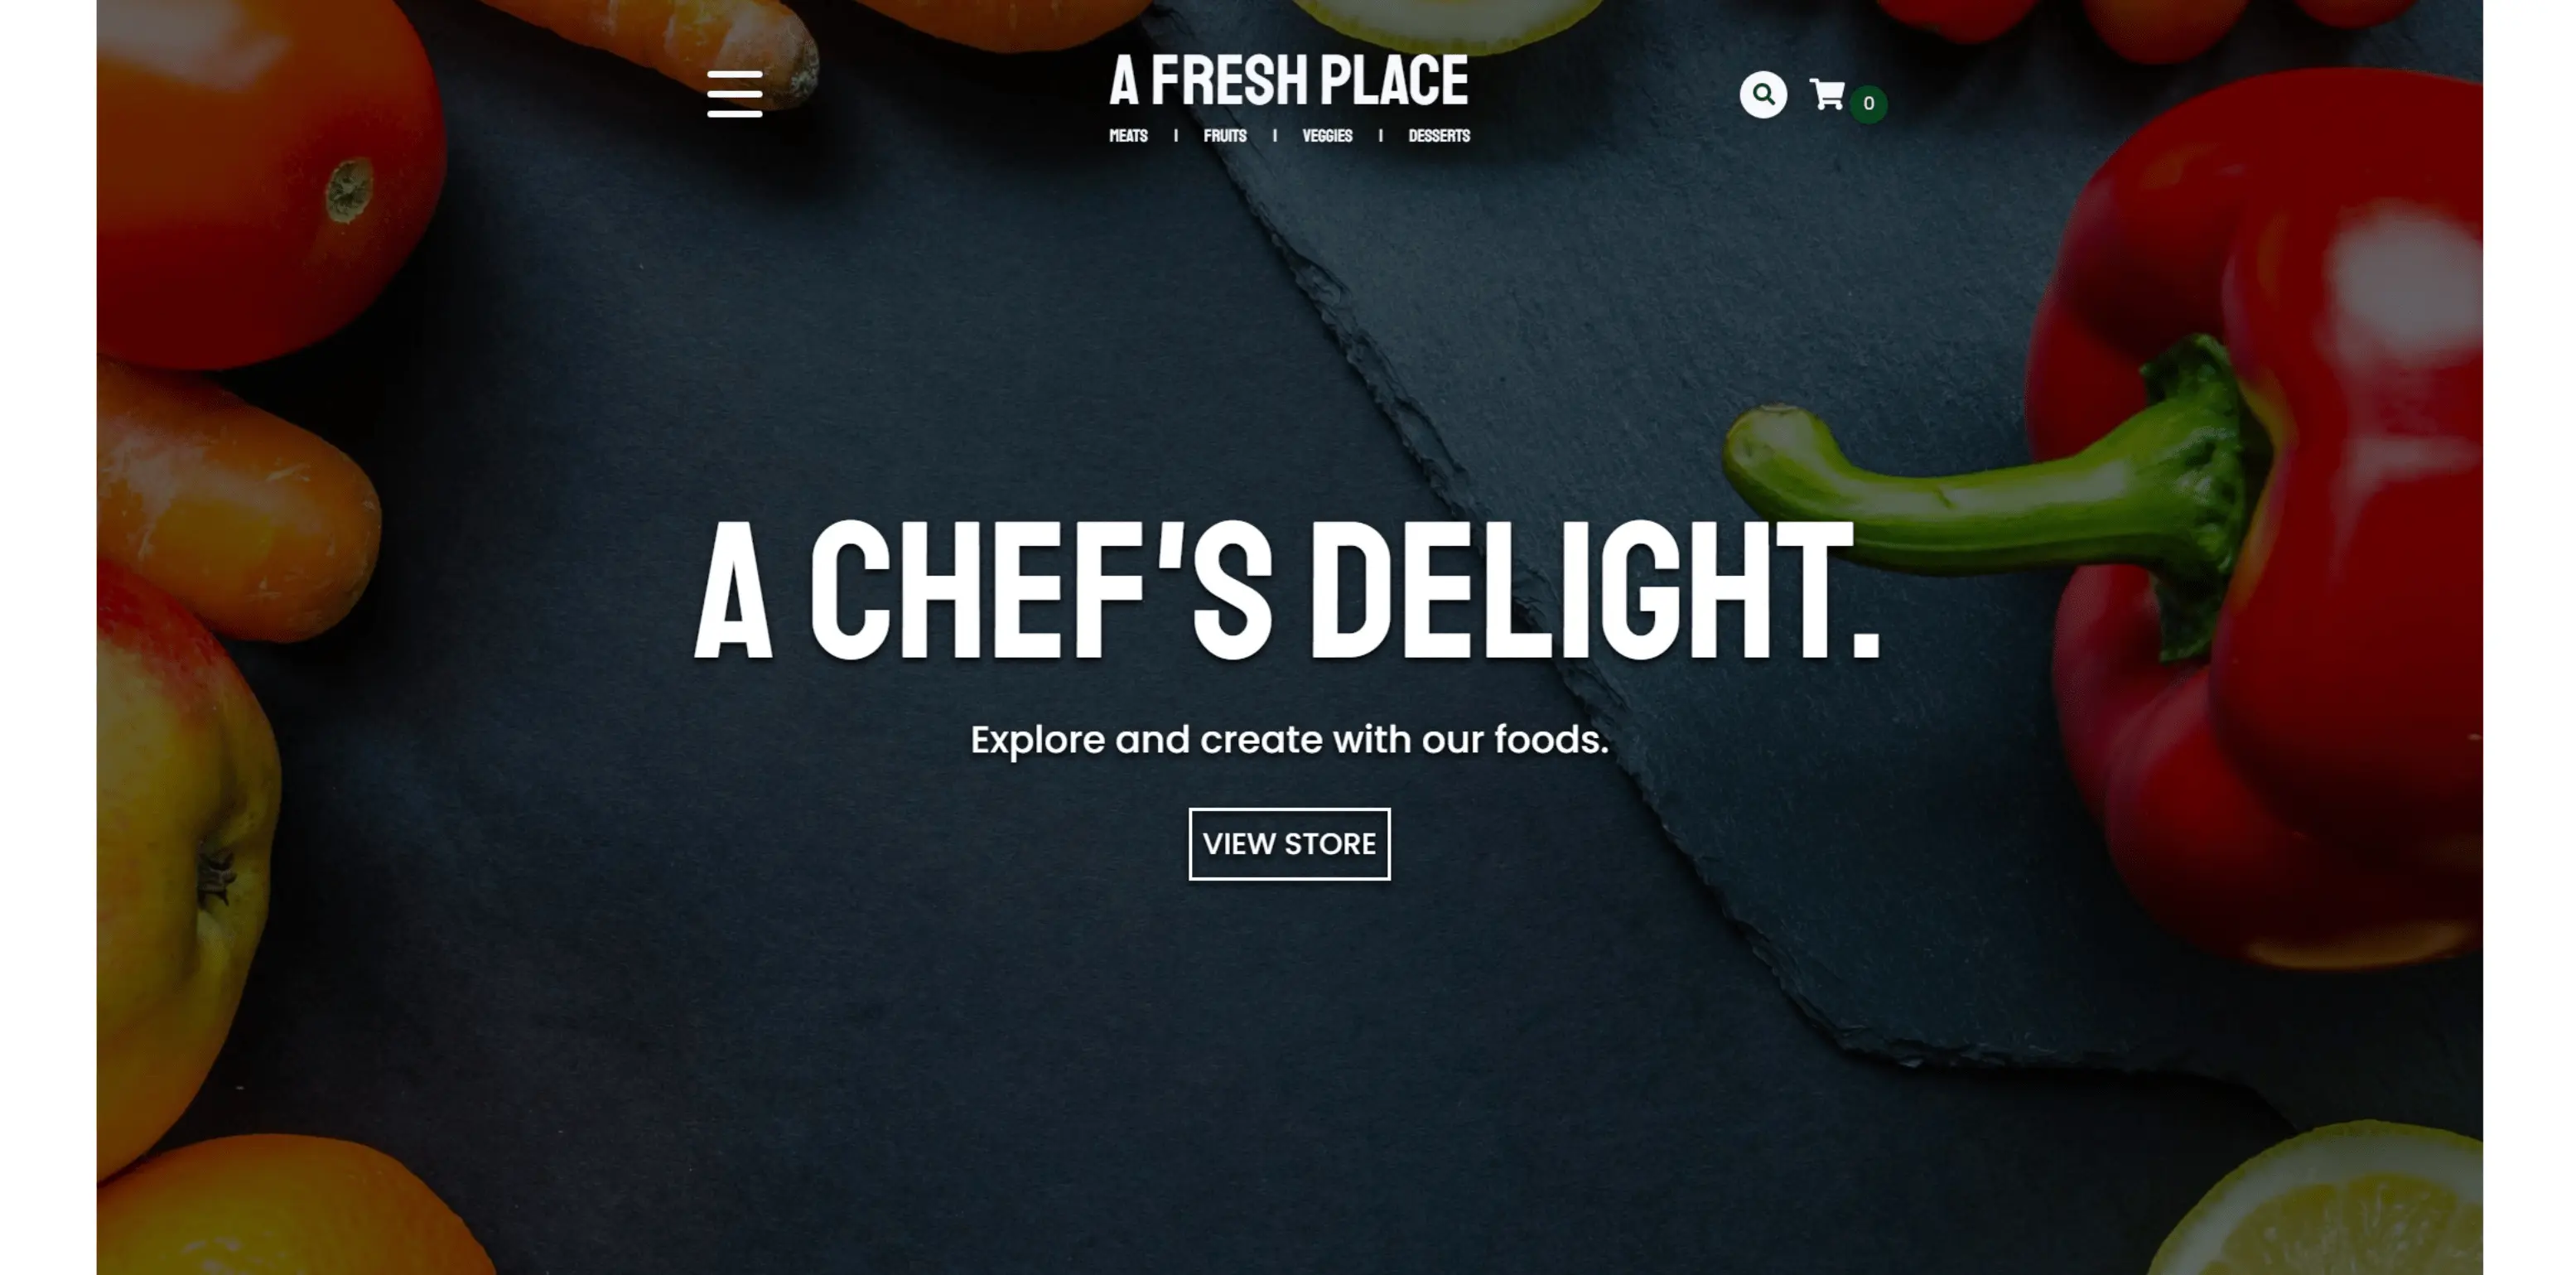 A FRESH PLACE
MEATS | FRUITS | VEGGIES | DESSERTS
0
A CHEF'S DELIGHT.
Explore and create with our foods.
VIEW STORE